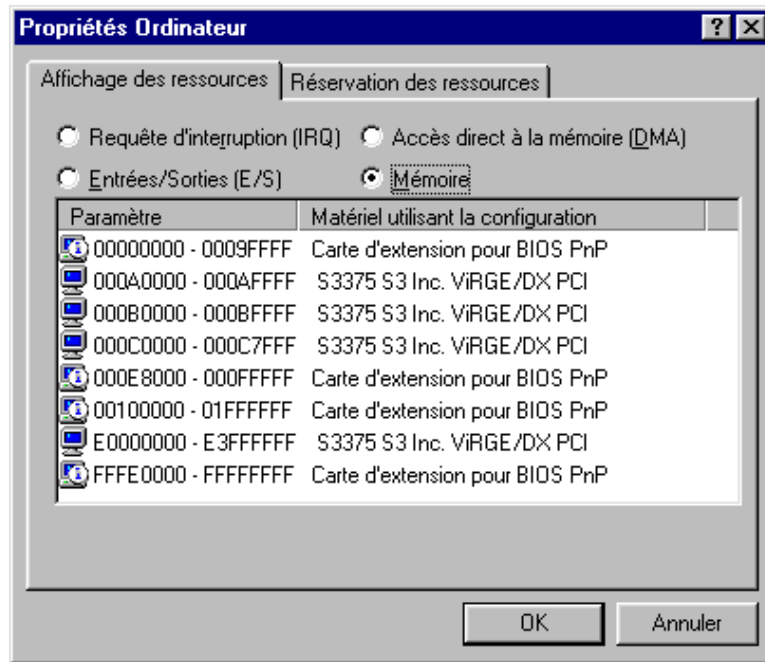 Propriétés Ordinateur
Affichage des ressources Réservation des ressources
Requête d'interruption (IRQ) Accès direct à la mémoire (DMA)
Entrées/Sorties (E/S) Mémoire
Paramètre Matériel utilisant la configuration
00000000 - 0009FFFF Carte d'extension pour BIOS PnP
000A0000 - 000AFFFF S3375 S3 Inc. ViRGE/DX PCI
000B0000 - 000BFFFF S3375 S3 Inc. ViRGE/DX PCI
000C0000 - 000C7FFF S3375 S3 Inc. ViRGE/DX PCI
000E8000 - 000FFFFF Carte d'extension pour BIOS PnP
00100000 - 01FFFFFF Carte d'extension pour BIOS PnP
E0000000 - E3FFFFFF S3375 S3 Inc. ViRGE/DX PCI
FFFE0000 - FFFFFFFF Carte d'extension pour BIOS PnP
OK Annuler